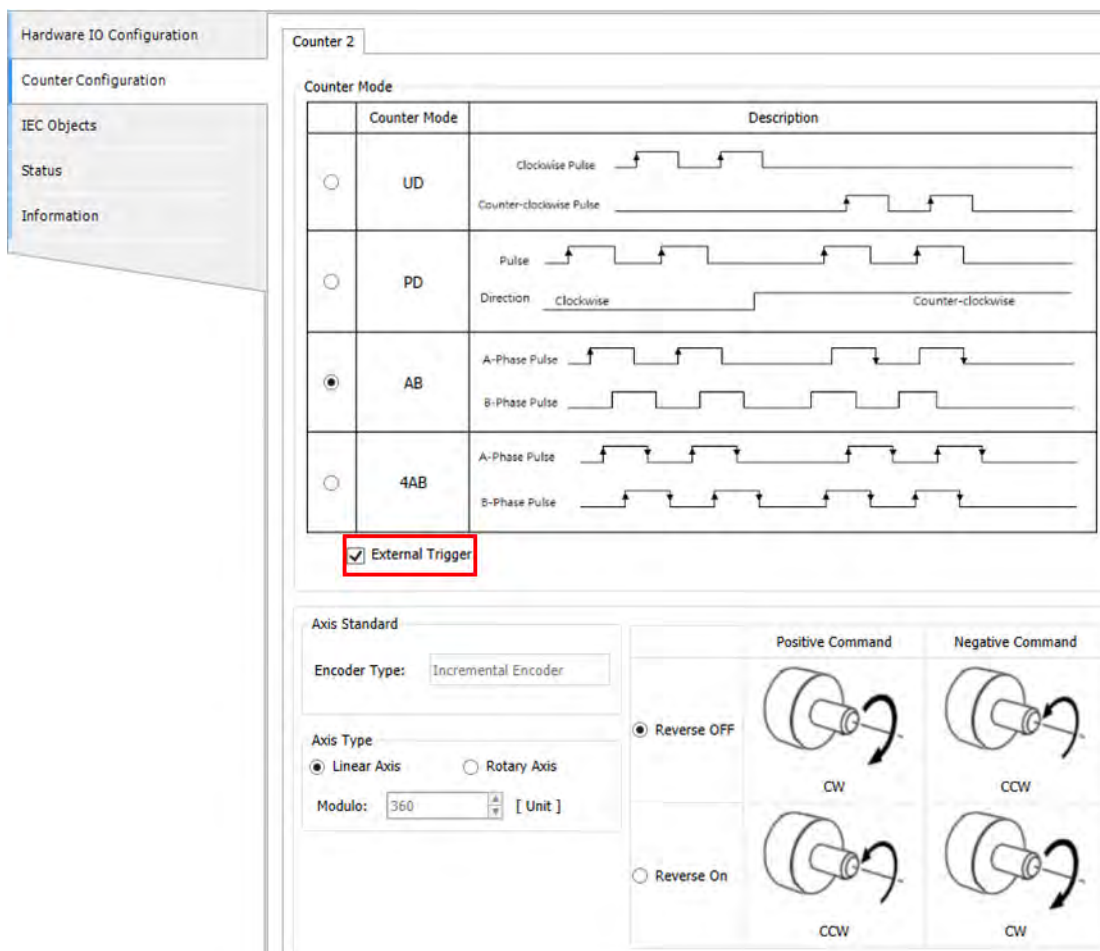 Hardware IO Configuration
Counter Configuration
IEC Objects
Status
Information
Counter 2
Counter Mode
Counter Mode Description
UD
Clockwise Pulse
Counter-clockwise Pulse
PD
Pulse
Direction Clockwise Counter-clockwise
AB
A-Phase Pulse
B-Phase Pulse
4AB
A-Phase Pulse
B-Phase Pulse
External Trigger
Axis Standard
Encoder Type: Incremental Encoder
Axis Type
Linear Axis Rotary Axis
Modulo: 360 [ Unit ]
Positive Command Negative Command
Reverse OFF
CW CCW
Reverse On
CCW CW